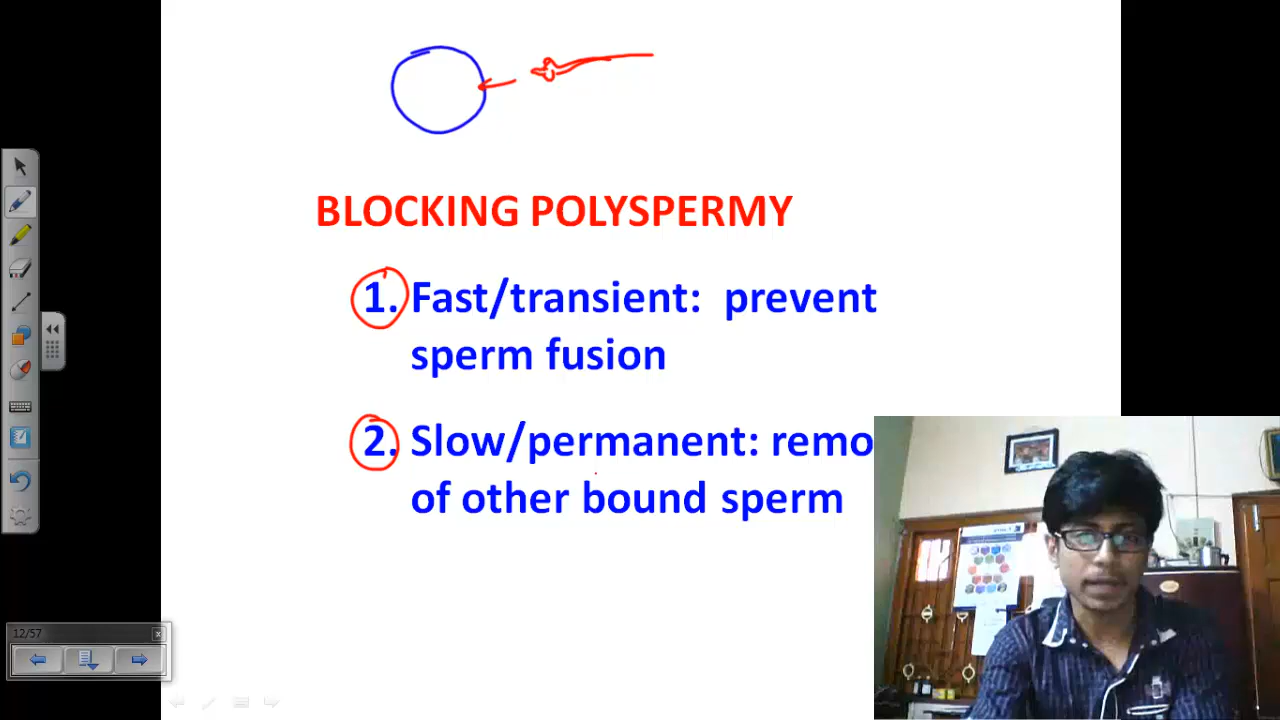 BLOCKING POLYSPERMY
1. Fast/transient: prevent
sperm fusion
2. Slow/permanent: remo
of other bound sperm
12/57